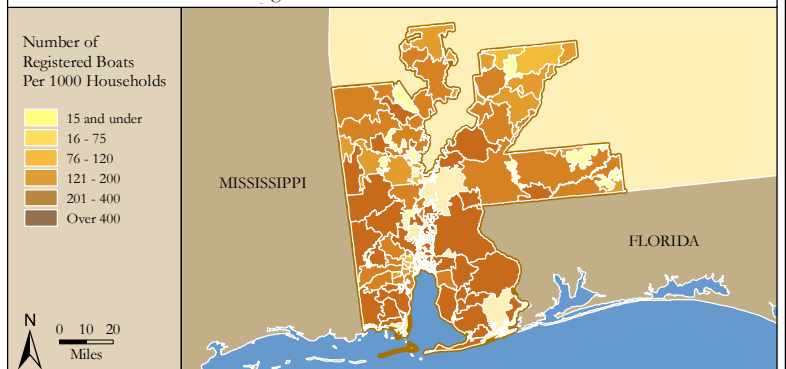 Number of
Registered Boats
Per 1000 Households
15 and under
16 - 75
76 - 120
121 - 200
201 - 400
Over 400
MISSISSIPPI
FLORIDA
N
0 10 20
Miles